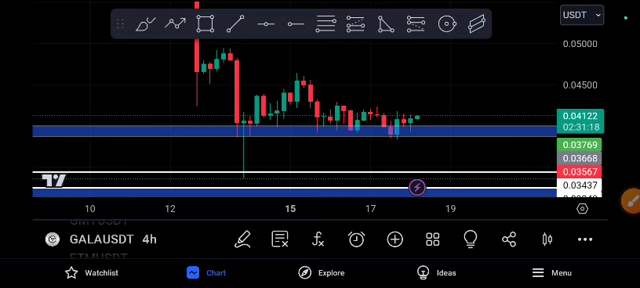 USDT
0.05000
0.04500
0.04122
02:31:18
0.03769
0.03668
0.03567
0.03437
10
12
15
17
19
GALAUSDT 4h
Watchlist
Chart
Explore
Ideas
Menu